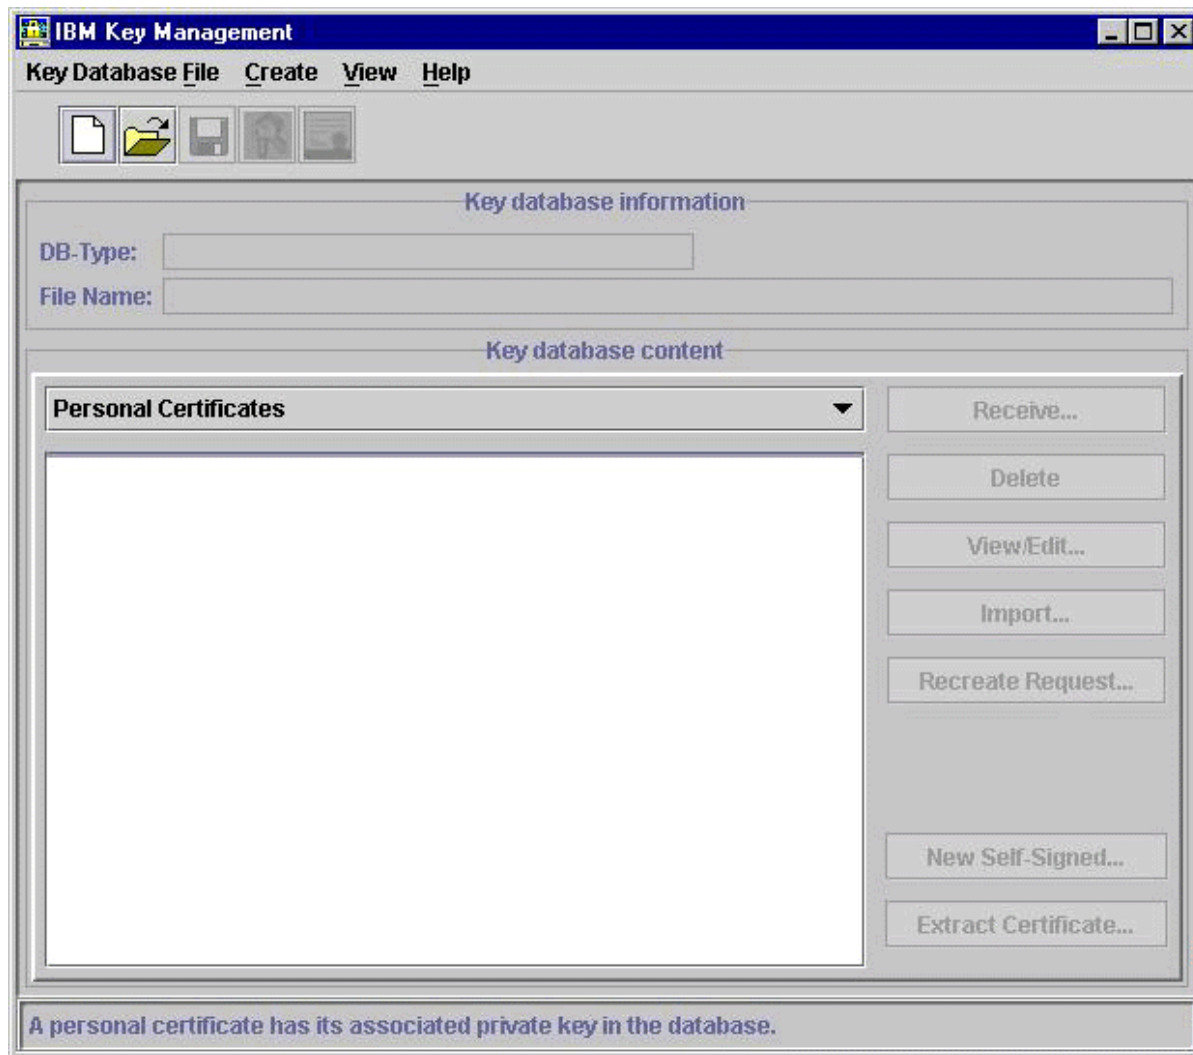 IBM Key Management
Key Database File Create View Help
Key database information
DB-Type:
File Name:
Key database content
Personal Certificates
Receive...
Delete
View/Edit...
Import...
Recreate Request...
New Self-Signed...
Extract Certificate...
A personal certificate has its associated private key in the database.